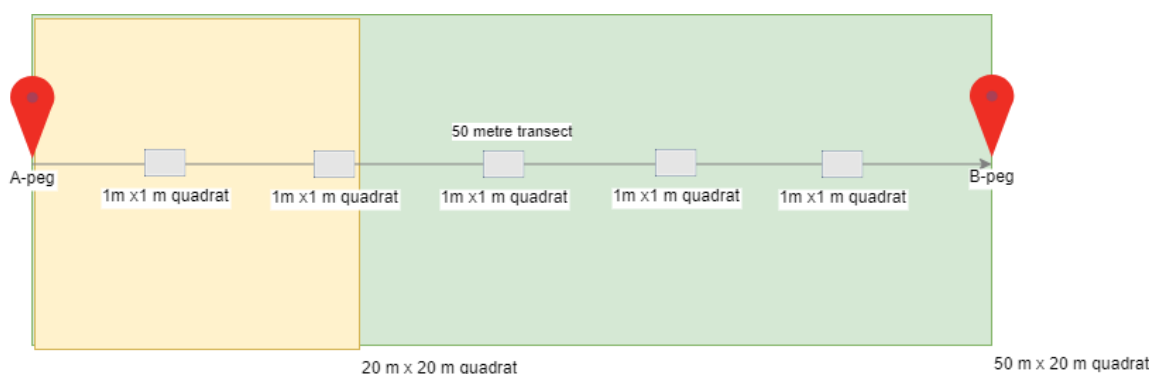 50 metre transect
A-peg
B-peg
1m x1 m quadrat
1m x1 m quadrat
1m x1 m quadrat
1m x1 m quadrat
1m x1 m quadrat
20 m x 20 m quadrat
50 m x 20 m quadrat